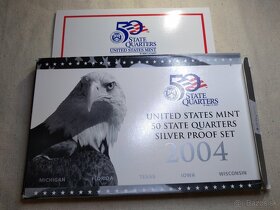 50
STATE
QUARTERS
UNITED STATES MINT
50
STATE
QUARTERS
UNITED STATES MINT
50 STATE QUARTERS
SILVER PROOF SET
2004
MICHIGAN FLORIDA TEXAS IOWA WISCONSIN